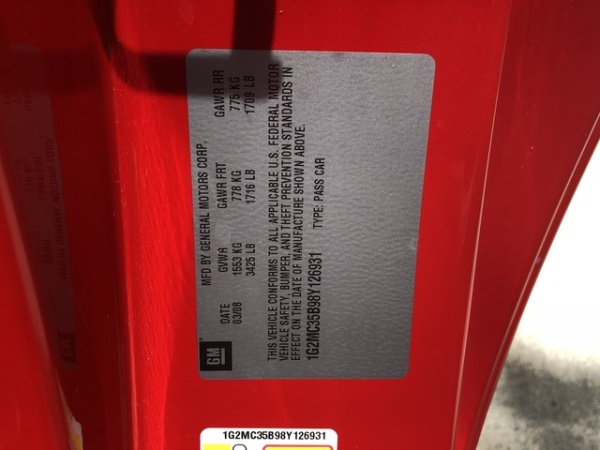 MFD BY GENERAL MOTORS CORP.
DATE GVWR GAWR FRT GAWR RR
03/08 1553 KG 778 KG 775 KG
3425 LB 1716 LB 1709 LB
THIS VEHICLE CONFORMS TO ALL APPLICABLE U.S. FEDERAL MOTOR
VEHICLE SAFETY, BUMPER, AND THEFT PREVENTION STANDARDS IN
EFFECT ON THE DATE OF MANUFACTURE SHOWN ABOVE.
1G2MC35B98Y126931 TYPE: PASS CAR
GM
1G2MC35B98Y126931